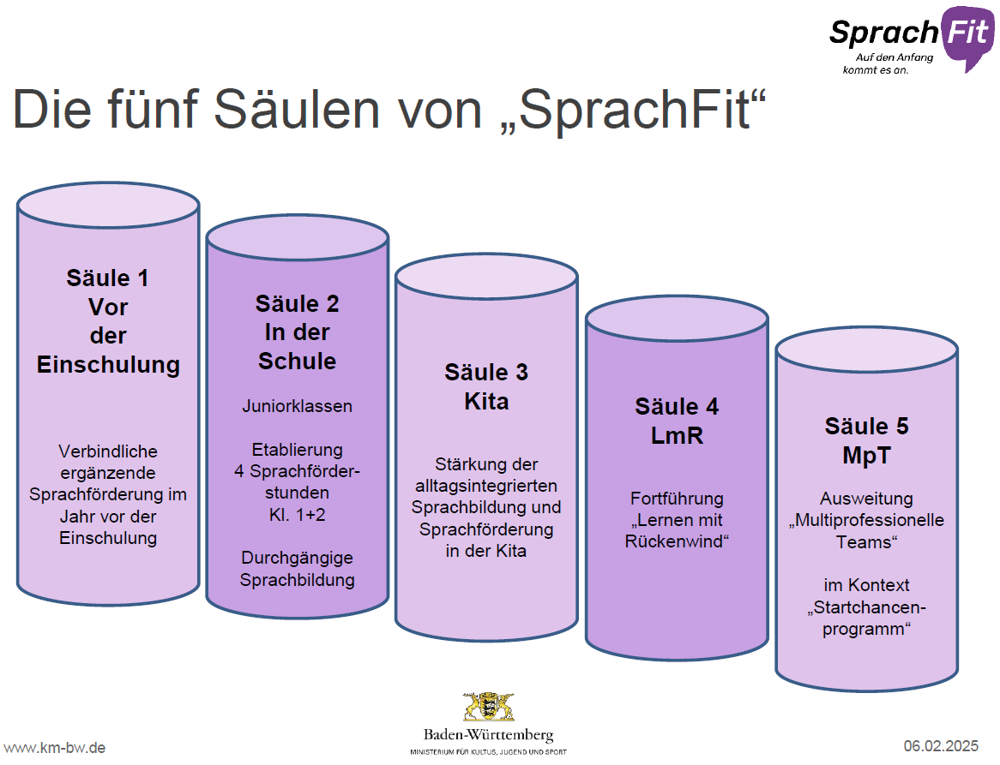 SprachFit
Auf den Anfang
kommt es an.
Die fünf Säulen von „SprachFit“
Säule 1
Vor
der
Einschulung
Verbindliche
ergänzende
Sprachförderung im
Jahr vor der
Einschulung
Säule 2
In der
Schule
Juniorklassen
Etablierung
4 Sprachförder-
stunden
Kl. 1+2
Durchgängige
Sprachbildung
Säule 3
Kita
Stärkung der
alltagsintegrierten
Sprachbildung und
Sprachförderung
in der Kita
Säule 4
LmR
Fortführung
„Lernen mit
Rückenwind“
Säule 5
MpT
Ausweitung
„Multiprofessionelle
Teams“
im Kontext
„Startchancen-
programm“
www.km-bw.de
Baden-Württemberg
MINISTERIUM FÜR KULTUS, JUGEND UND SPORT
06.02.2025